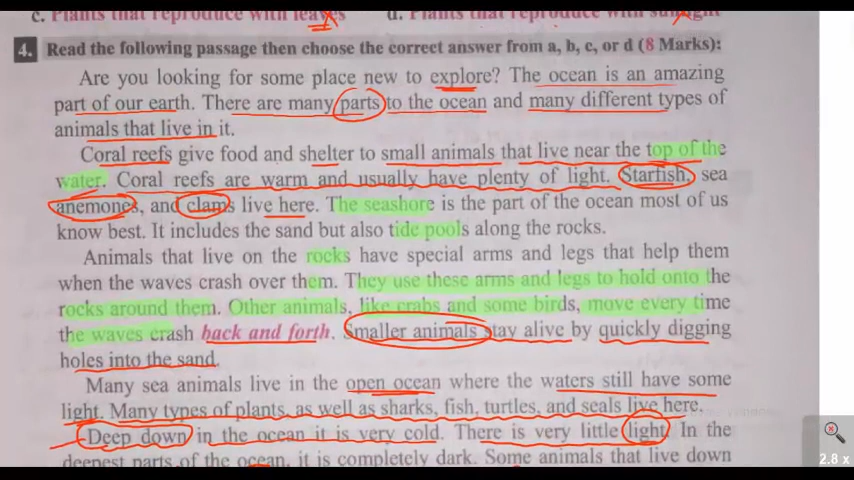 c. Plants that reproduce with leaves d. Plants that reproduce with sunlight
4. Read the following passage then choose the correct answer from a, b, c, or d (8 Marks):
Are you looking for some place new to explore? The ocean is an amazing
part of our earth. There are many parts to the ocean and many different types of
animals that live in it.
Coral reefs give food and shelter to small animals that live near the top of the
water. Coral reefs are warm and usually have plenty of light. Starfish, sea
anemones, and clams live here. The seashore is the part of the ocean most of us
know best. It includes the sand but also tide pools along the rocks.
Animals that live on the rocks have special arms and legs that help them
when the waves crash over them. They use these arms and legs to hold onto the
rocks around them. Other animals, like crabs and some birds, move every time
the waves crash back and forth. Smaller animals stay alive by quickly digging
holes into the sand.
Many sea animals live in the open ocean where the waters still have some
light. Many types of plants, as well as sharks, fish, turtles, and seals live here.
Deep down in the ocean it is very cold. There is very little light. In the
deepest parts of the ocean, it is completely dark. Some animals that live down
2.8 x